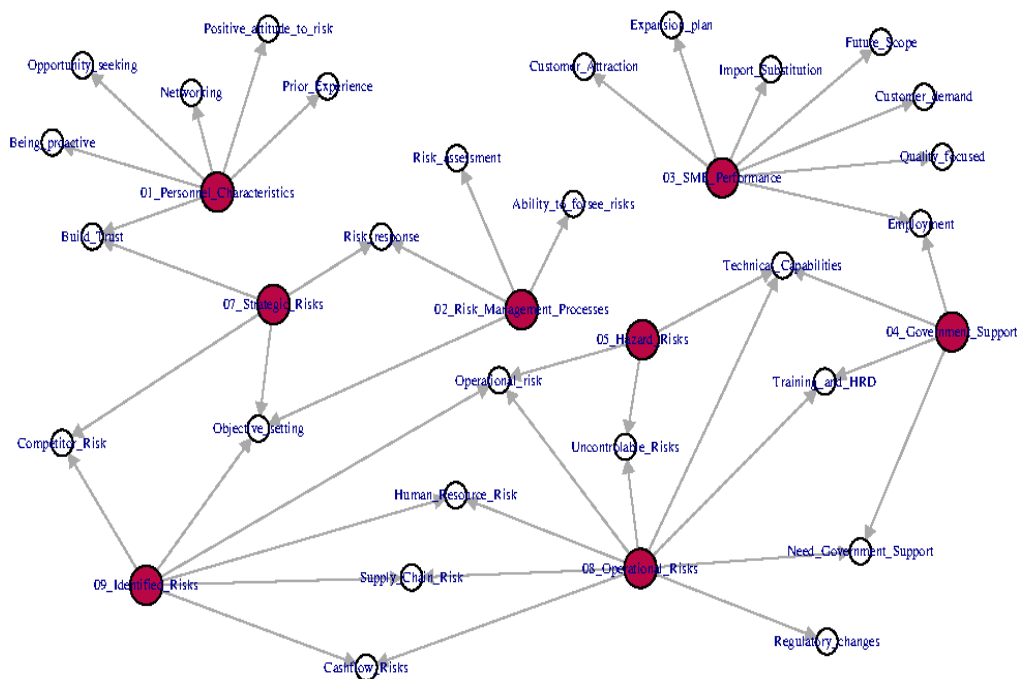 Positive_attitude_to_risk
Expansion_plan
Future_Scope
Opportunity_seeking
Customer_Attraction
Import_Substitution
Networking
Prior_Experience
Customer_demand
Being_proactive
Risk_assessment
Quality_focused
03_SME_Performance
01_Personnel_Characteristics
Ability_to_forsee_risks
Employment
Build_Trust
Risk_response
Technical_Capabilities
07_Strategic_Risks
02_Risk_Management_Processes
04_Government_Support
05_Hazard_Risks
Operational_risk
Training_and_HRD
Objective_setting
Competitor_Risk
Uncontrolable_Risks
Human_Resource_Risk
Need_Government_Support
08_Operational_Risks
Supply_Chain_Risk
09_Identified_Risks
Regulatory_changes
Cashflow_Risks